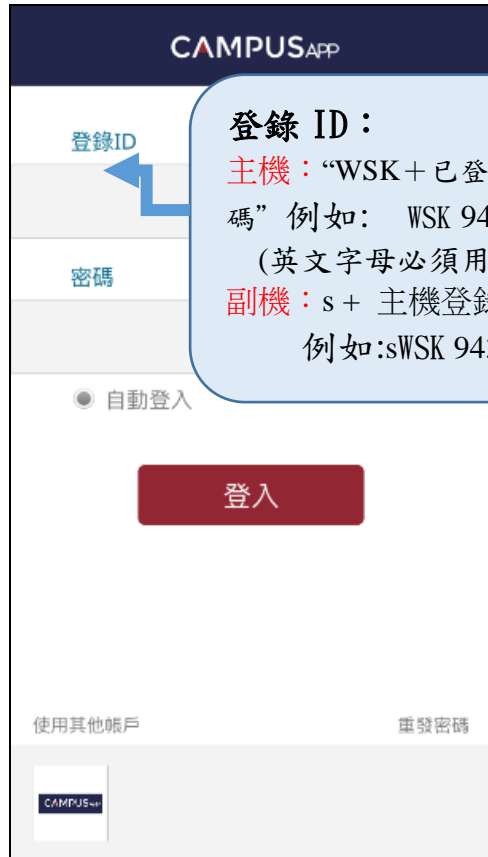 CAMPUSAPP
登錄ID
登錄 ID：
主機：“WSK＋已登
碼”例如: WSK 94
(英文字母必須用
副機：s + 主機登錄
例如:sWSK 94
密碼
自動登入
登入
使用其他帳戶 重發密碼
CAMPUSAPP